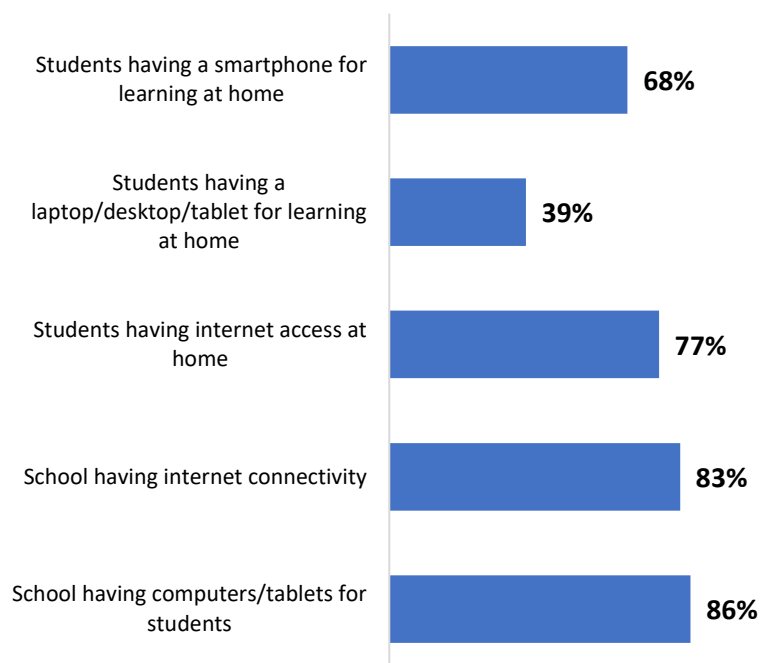 Students having a smartphone for
learning at home
68%
Students having a
laptop/desktop/tablet for learning
at home
39%
Students having internet access at
home
77%
School having internet connectivity
83%
School having computers/tablets for
students
86%